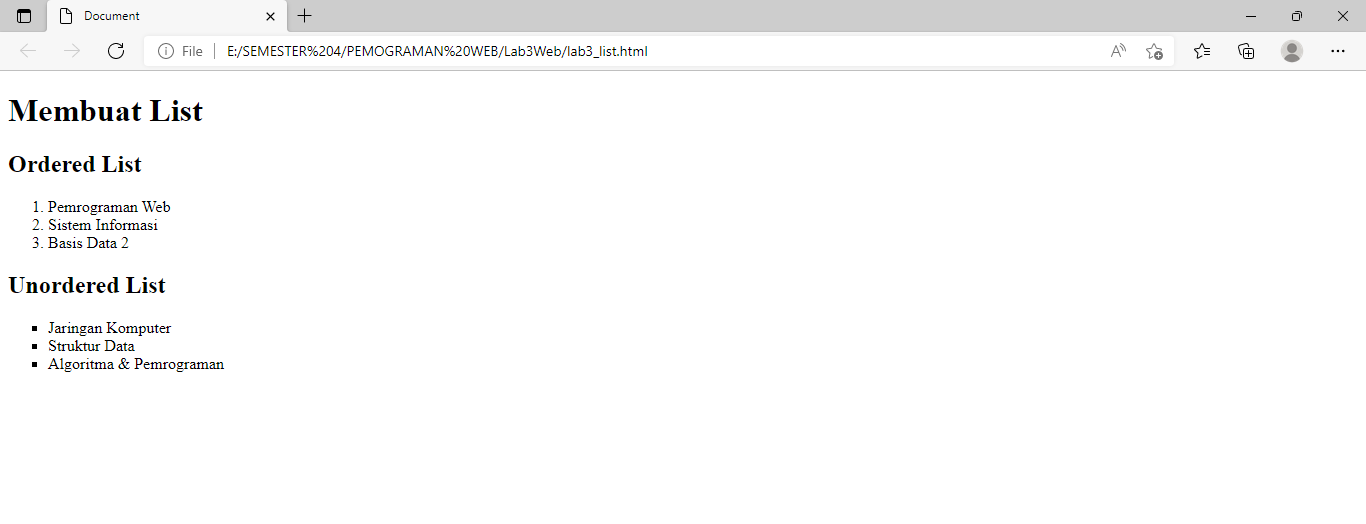 Document
File
E:/SEMESTER%204/PEMOGRAMAN%20WEB/Lab3Web/lab3_list.html
Membuat List
Ordered List
1. Pemrograman Web
2. Sistem Informasi
3. Basis Data 2
Unordered List
▪ Jaringan Komputer
▪ Struktur Data
▪ Algoritma & Pemrograman